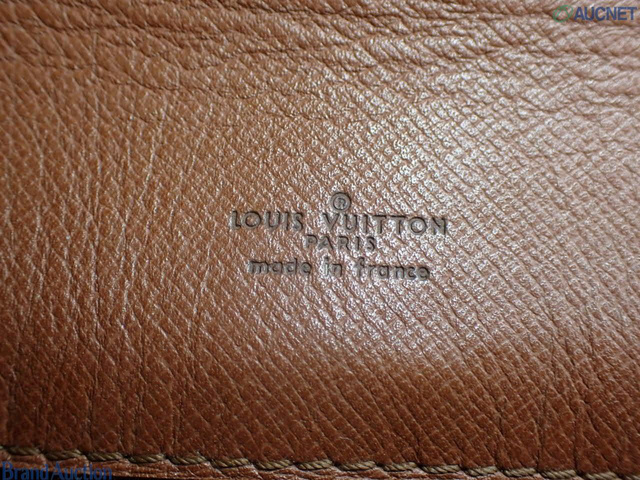 AUCNET
®
LOUIS VUITTON
PARIS
made in france
Brand Auction